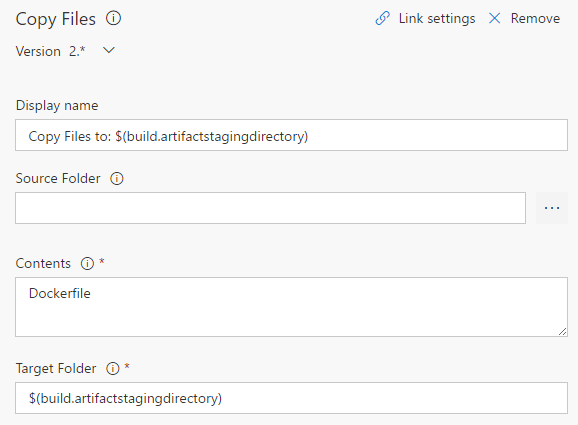 Copy Files
Link settings
Remove
Version 2.*
Display name
Copy Files to: $(build.artifactstagingdirectory)
Source Folder
...
Contents *
Dockerfile
Target Folder *
$(build.artifactstagingdirectory)